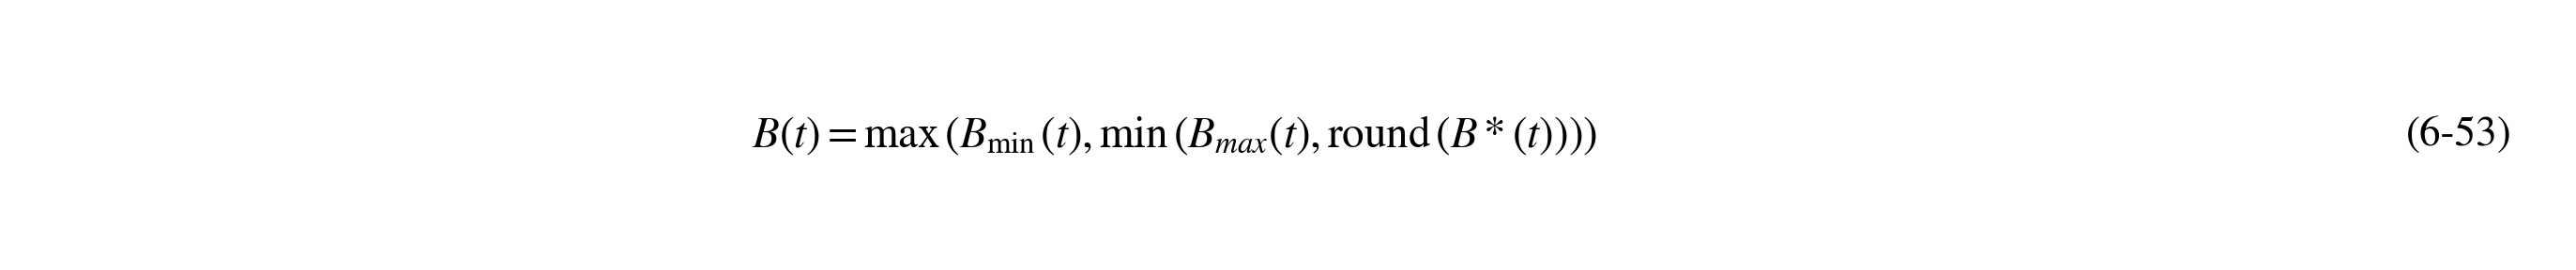 B(t) = max (B_min (t), min (B_max(t), round (B * (t)))) (6-53)